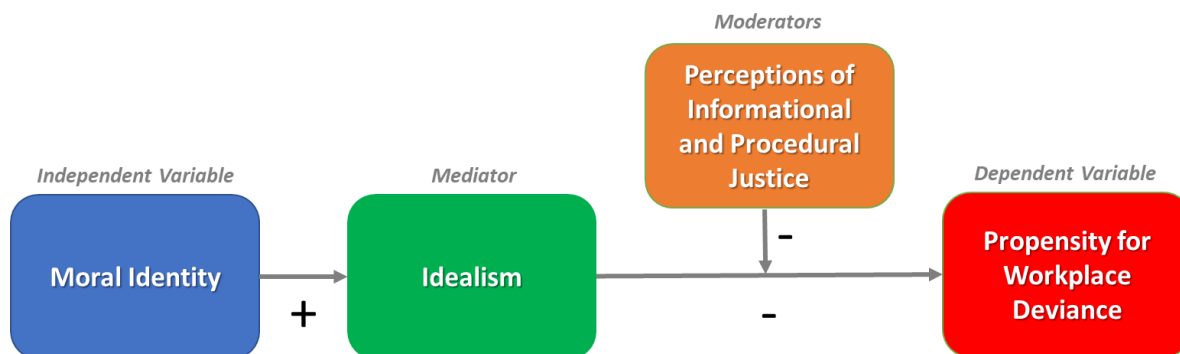 Moderators
Perceptions of
Informational
and Procedural
Justice
Independent Variable
Mediator
Dependent Variable
Moral Identity
Idealism
Propensity for
Workplace
Deviance
+
-
-